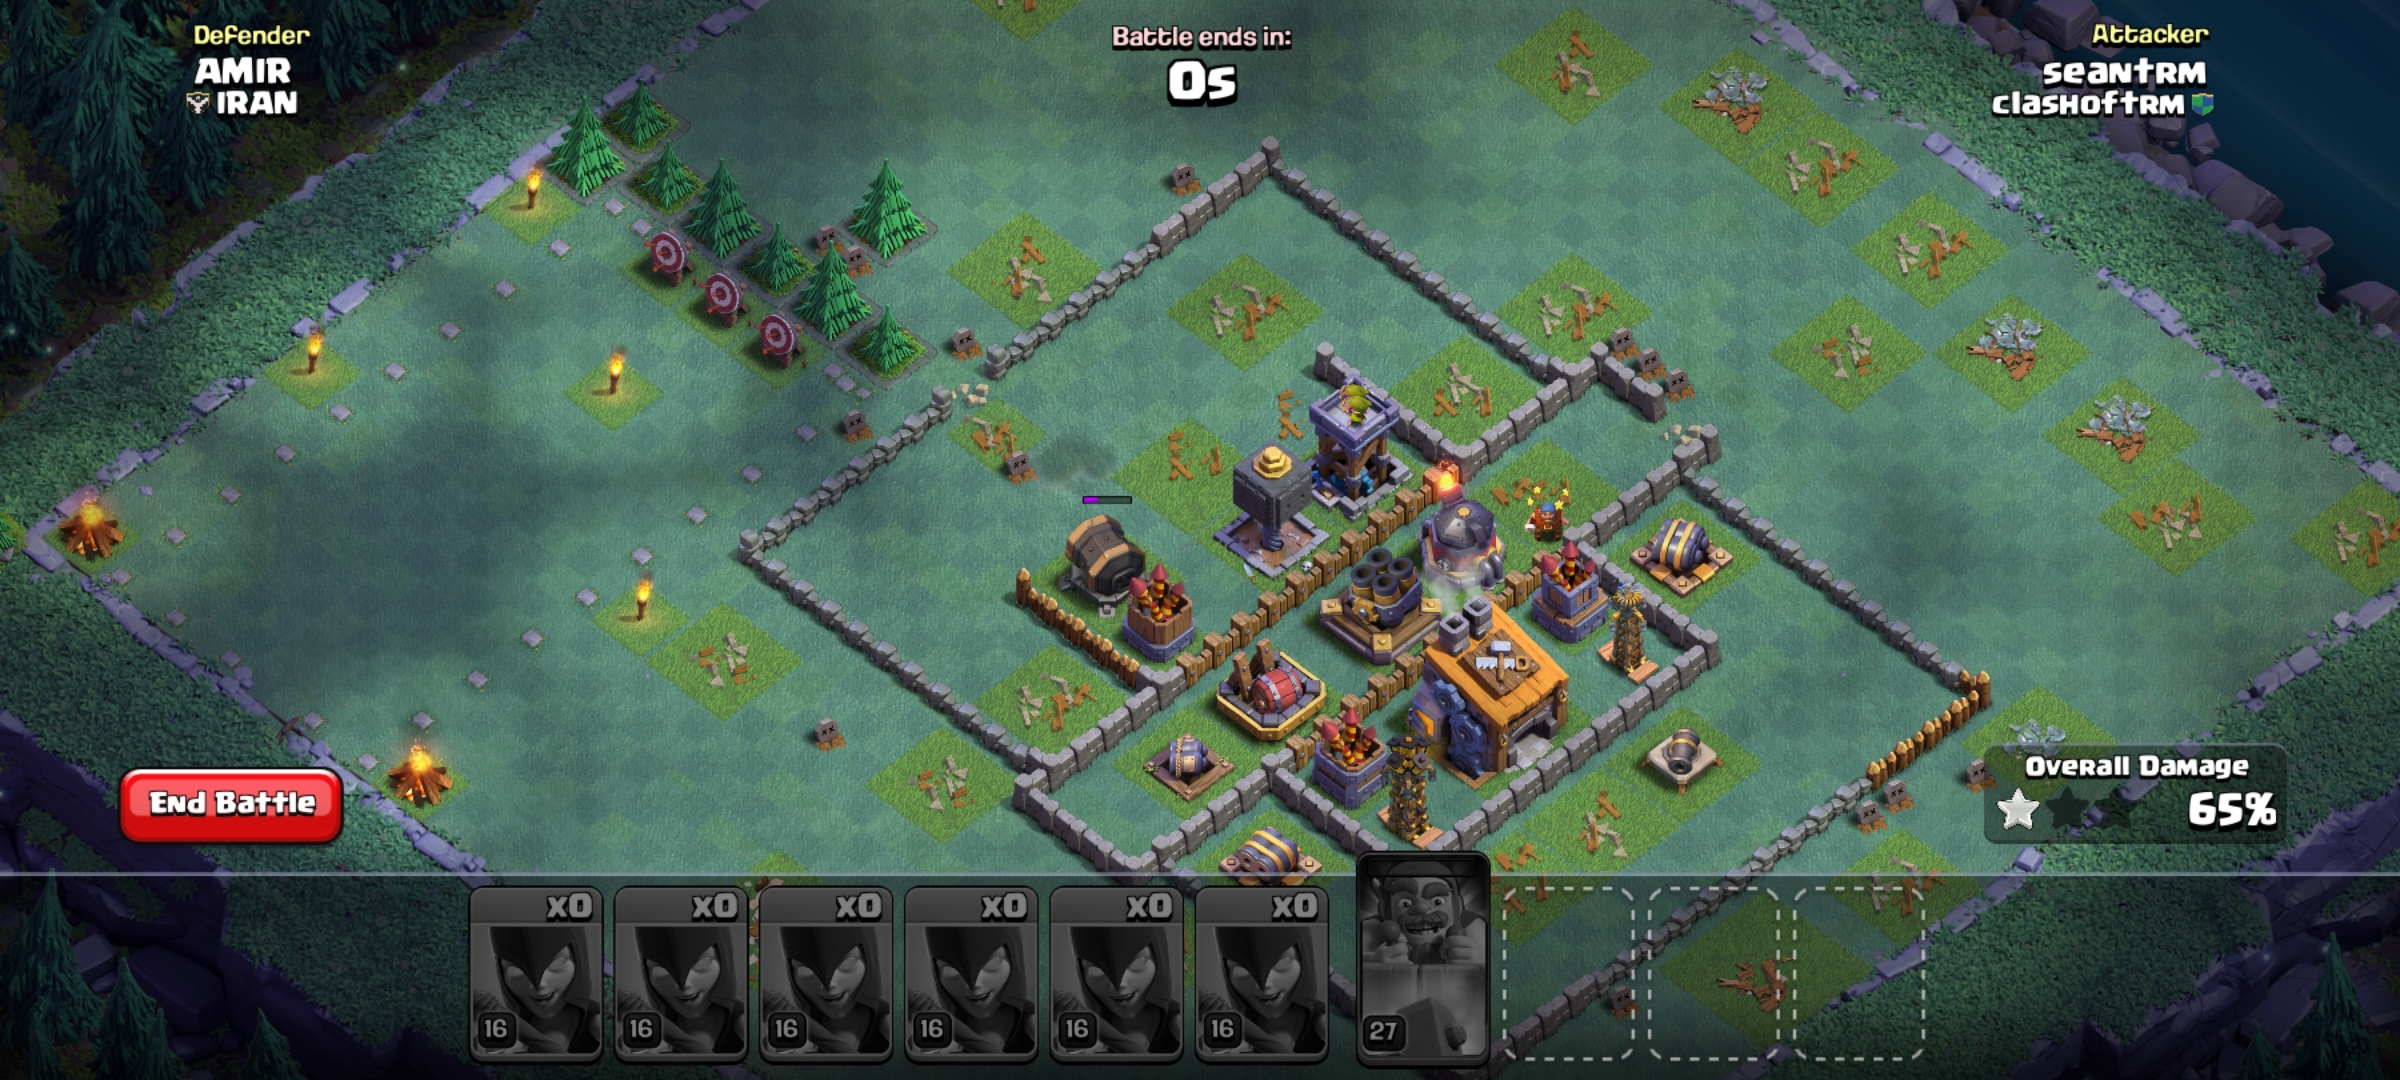 Defender
AMIR
IRAN
Battle ends in:
0s
Attacker
seantRM
clashoftRM
End Battle
Overall Damage
65%
x0 x0 x0 x0 x0 x0
16 16 16 16 16 16 27